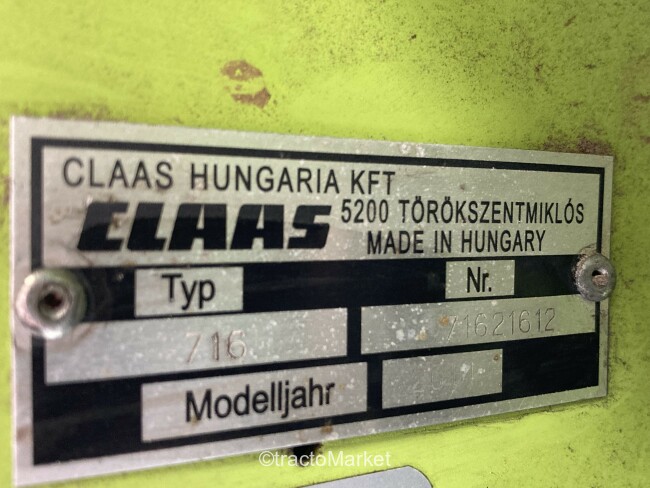 CLAAS HUNGARIA KFT
CLAAS 5200 TÖRÖKSZENTMIKLÓS
MADE IN HUNGARY
Typ Nr.
716 71621612
Modelljahr
©tractoMarket